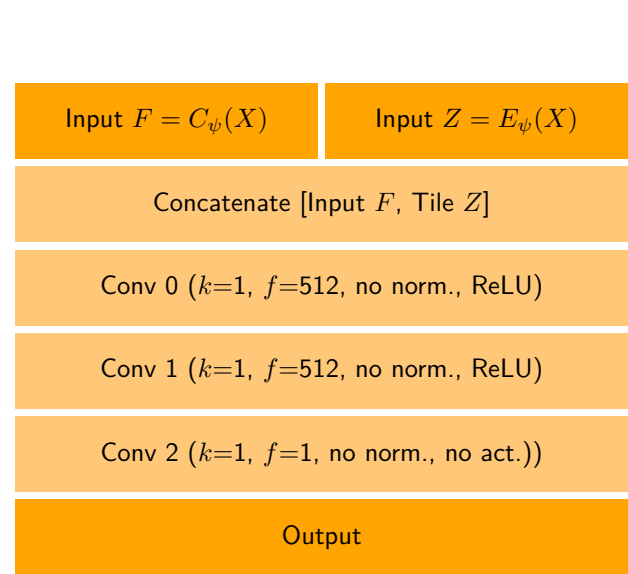 Input F = C_ψ(X)
Input Z = E_ψ(X)
Concatenate [Input F, Tile Z]
Conv 0 (k=1, f=512, no norm., ReLU)
Conv 1 (k=1, f=512, no norm., ReLU)
Conv 2 (k=1, f=1, no norm., no act.))
Output